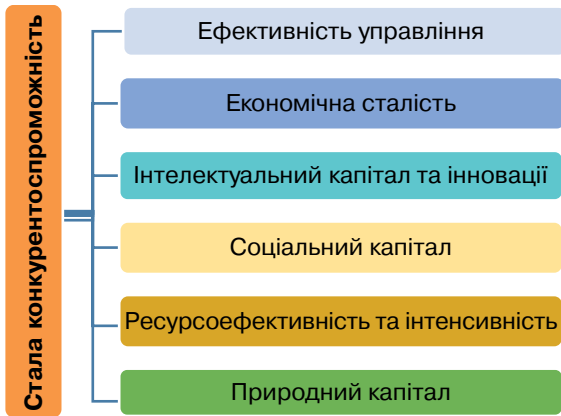 Стала конкурентоспроможність
Ефективність управління
Економічна сталість
Інтелектуальний капітал та інновації
Соціальний капітал
Ресурсоефективність та інтенсивність
Природний капітал